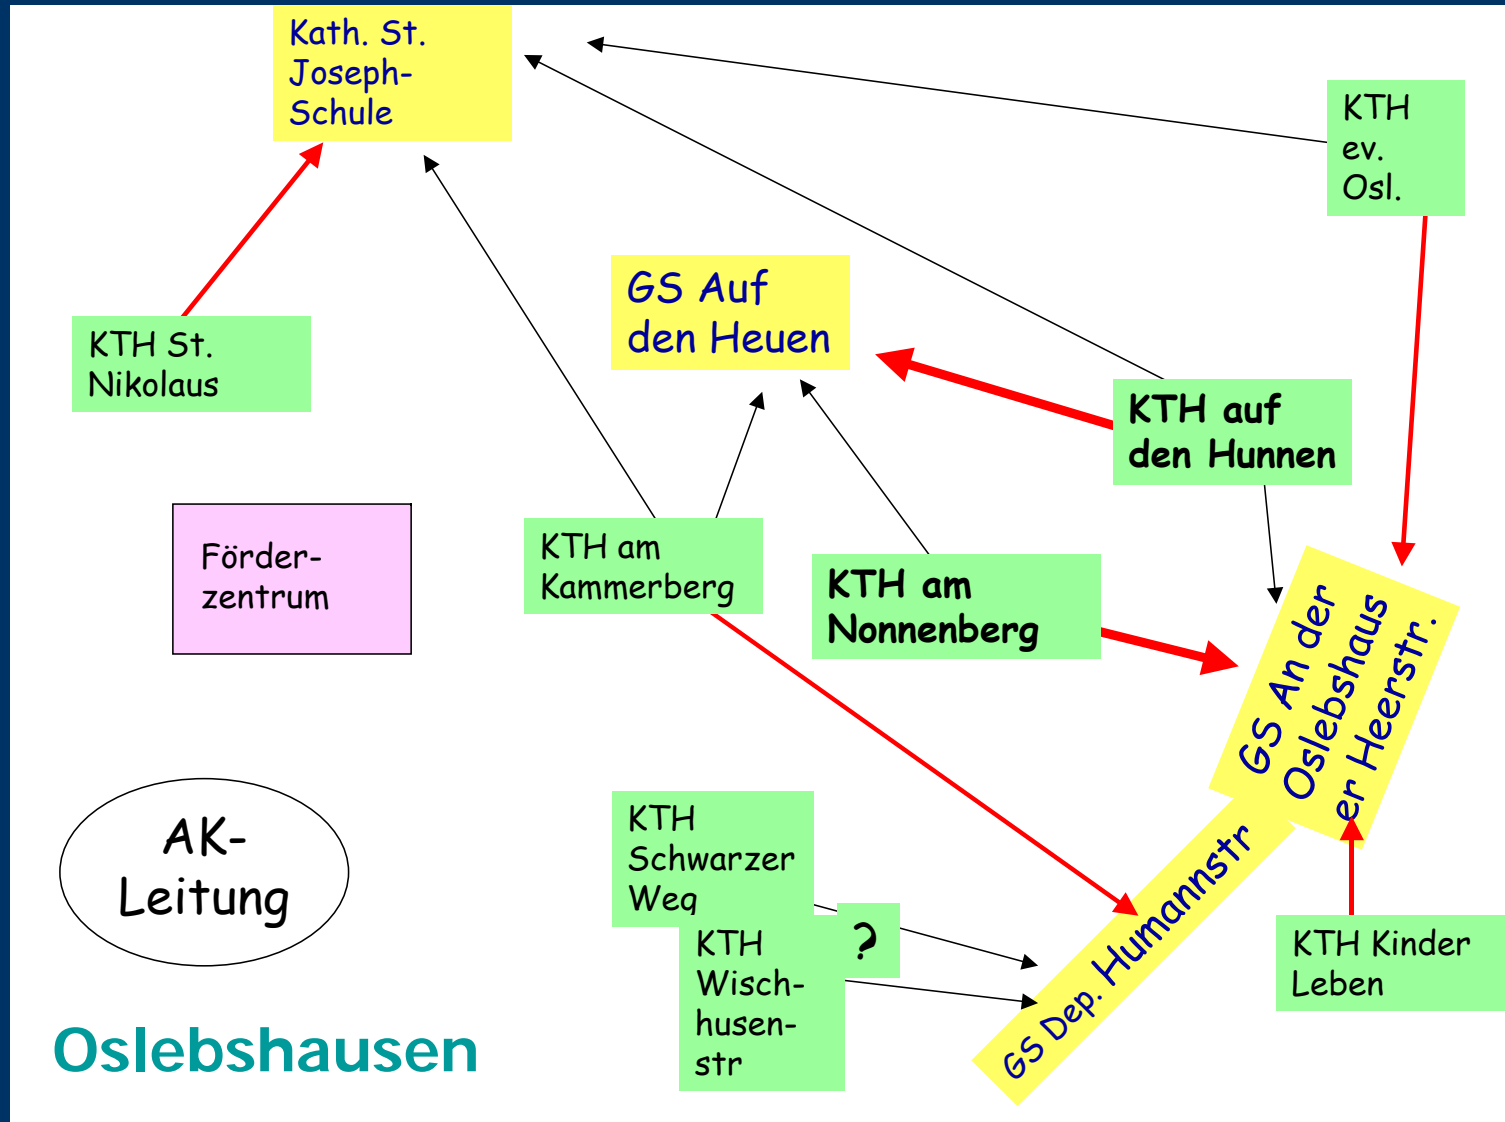 Kath. St.
Joseph-
Schule
KTH
ev.
Osl.
GS Auf
den Heuen
KTH St.
Nikolaus
KTH auf
den Hunnen
Förder-
zentrum
KTH am
Kammerberg
KTH am
Nonnenberg
GS An der
Oslebshaus
er Heerstr.
AK-
Leitung
KTH
Schwarzer
Weg
?
KTH
Wisch-
husen-
str
GS Dep. Humannstr
KTH Kinder
Leben
Oslebshausen